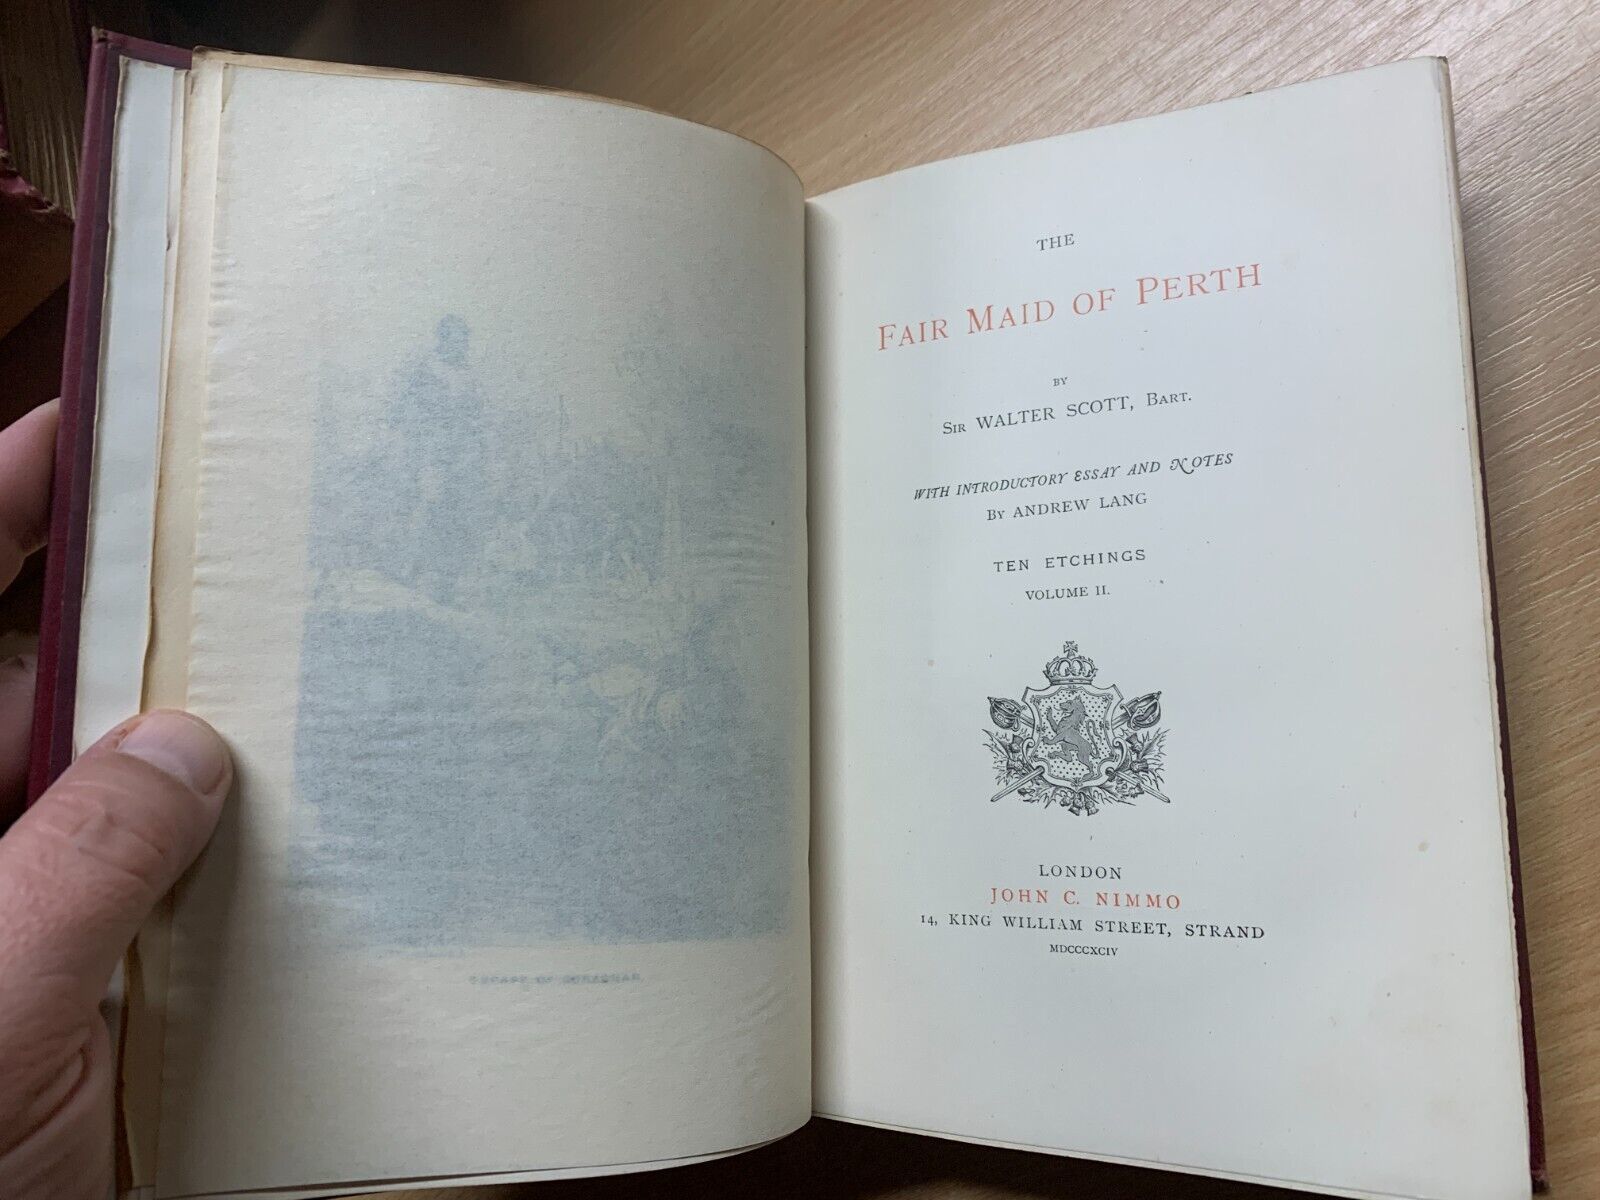 THE
FAIR MAID OF PERTH
BY
SIR WALTER SCOTT, BART.
WITH INTRODUCTORY ESSAY AND NOTES
BY ANDREW LANG
TEN ETCHINGS
VOLUME II.
LONDON
JOHN C. NIMMO
14, KING WILLIAM STREET, STRAND
MDCCCXCIV